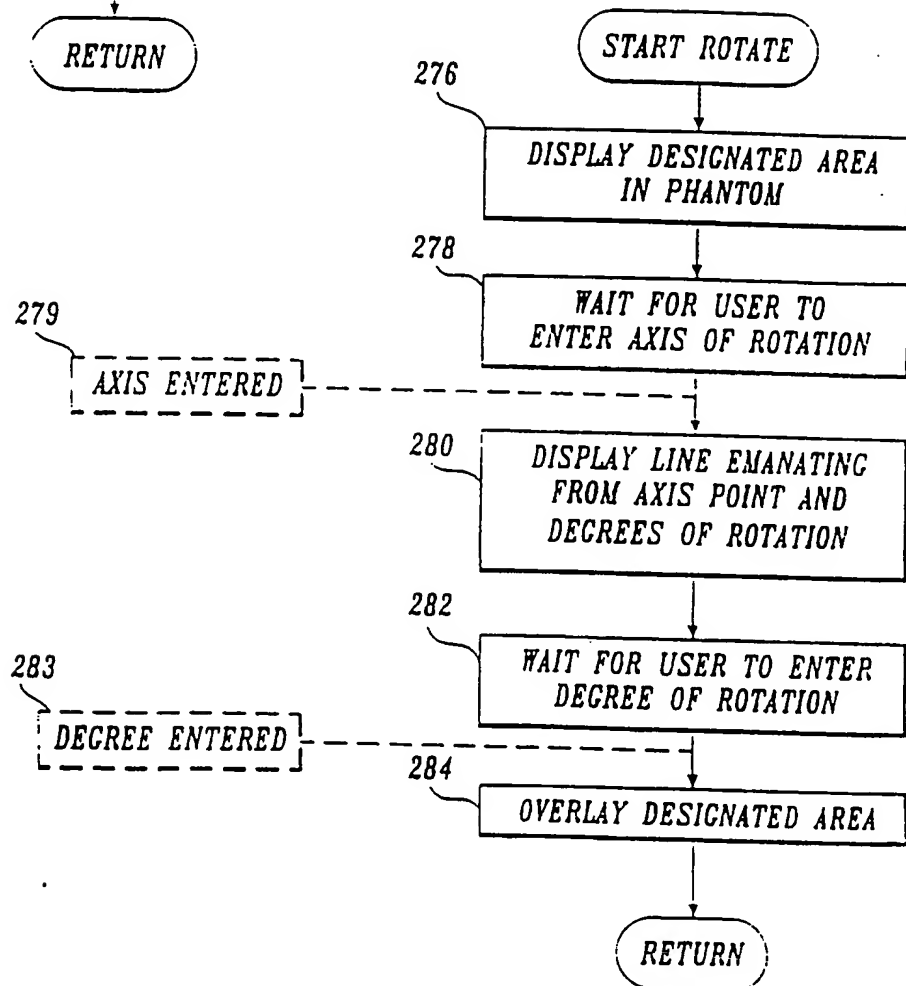 RETURN
START ROTATE
276
DISPLAY DESIGNATED AREA
IN PHANTOM
278
WAIT FOR USER TO
ENTER AXIS OF ROTATION
279
AXIS ENTERED
280
DISPLAY LINE EMANATING
FROM AXIS POINT AND
DEGREES OF ROTATION
282
WAIT FOR USER TO ENTER
DEGREE OF ROTATION
283
DEGREE ENTERED
284
OVERLAY DESIGNATED AREA
RETURN